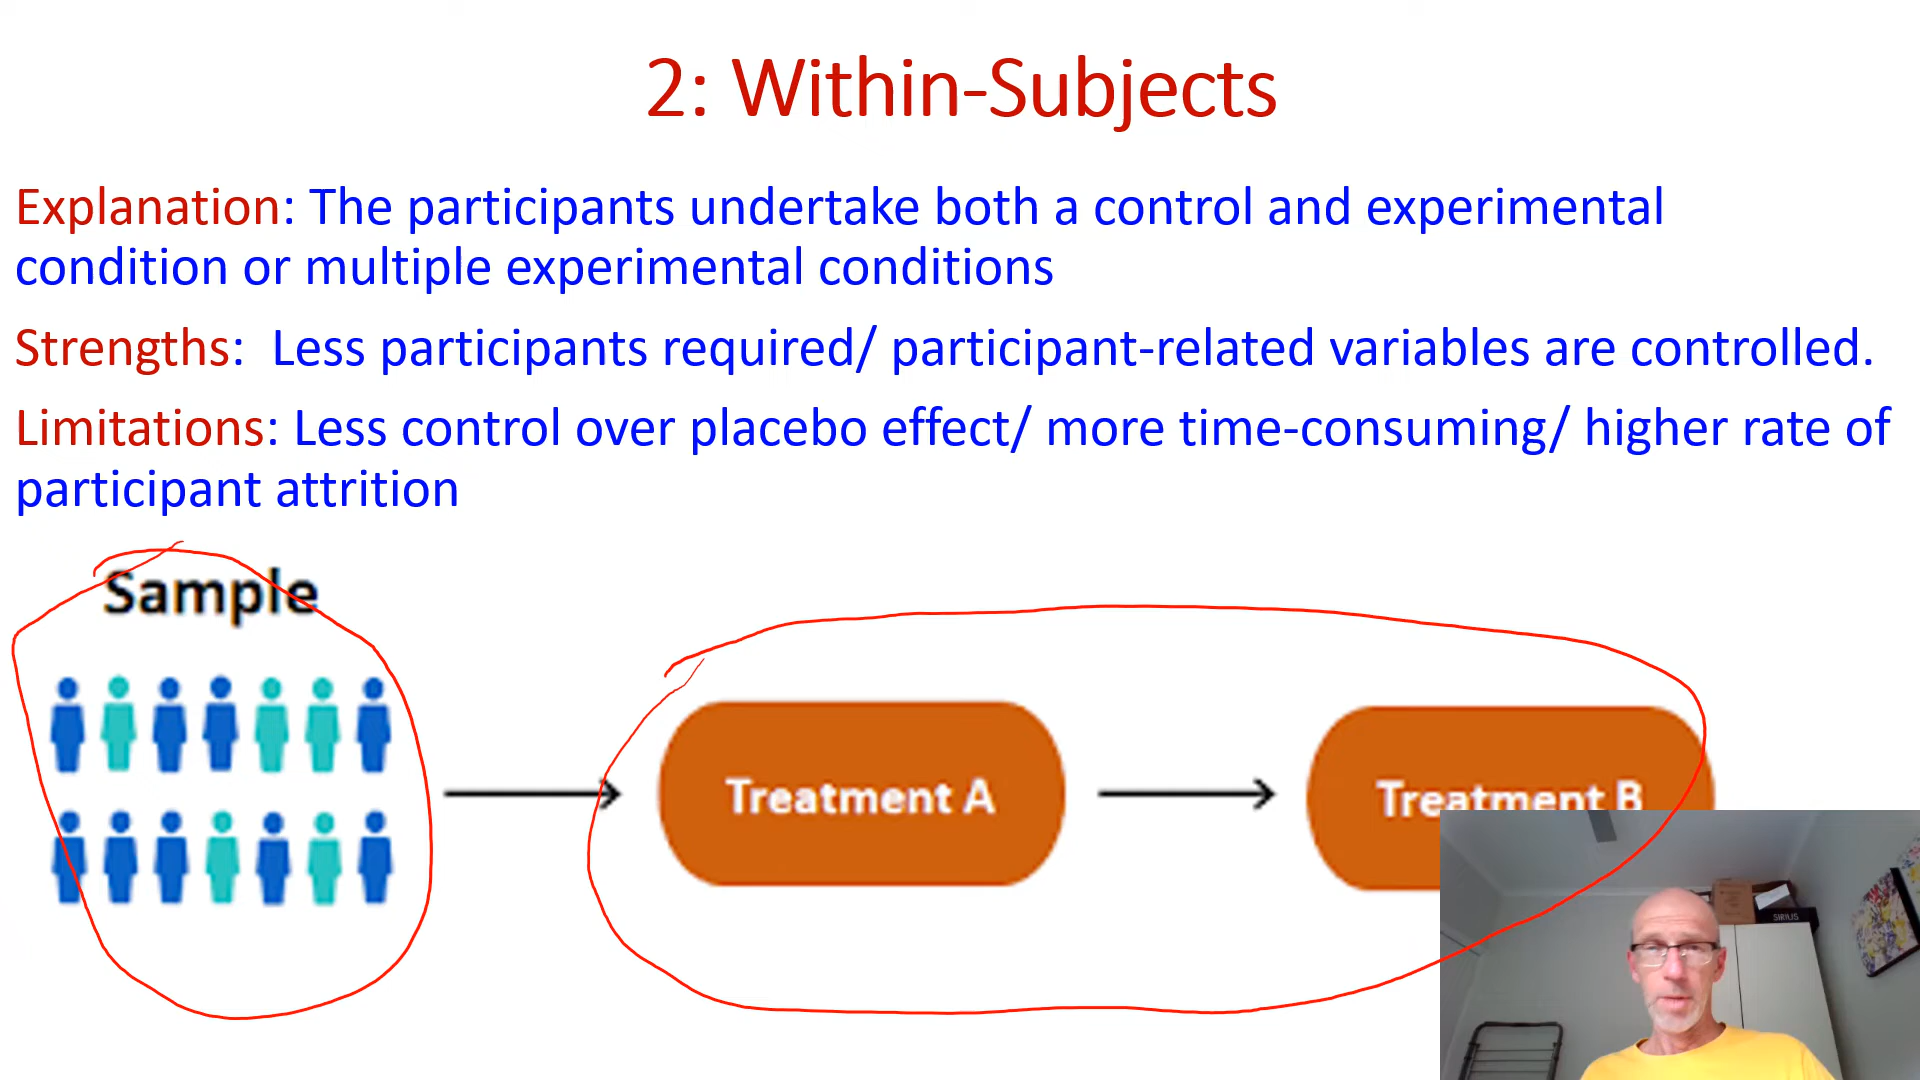 2: Within-Subjects
Explanation: The participants undertake both a control and experimental
condition or multiple experimental conditions
Strengths:  Less participants required/ participant-related variables are controlled.
Limitations: Less control over placebo effect/ more time-consuming/ higher rate of
participant attrition
Sample
Treatment A
Treatment B
SIRIUS